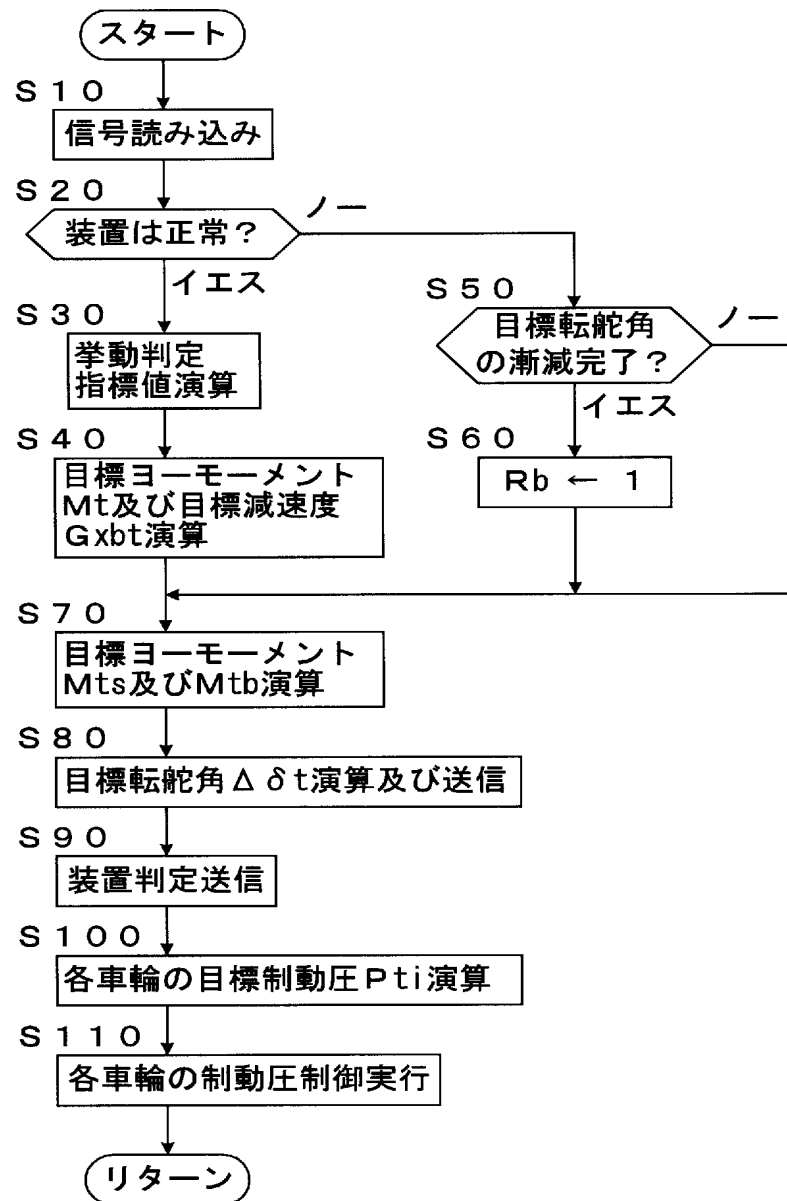 スタート
S10
信号読み込み
S20
装置は正常?
ノー
イエス
S30
挙動判定
指標値演算
S40
目標ヨーモーメント
Mt及び目標減速度
Gxbt演算
S50
目標転舵角
の漸減完了?
ノー
イエス
S60
Rb ← 1
S70
目標ヨーモーメント
Mts及びMtb演算
S80
目標転舵角Δδt演算及び送信
S90
装置判定送信
S100
各車輪の目標制動圧Pti演算
S110
各車輪の制動圧制御実行
リターン